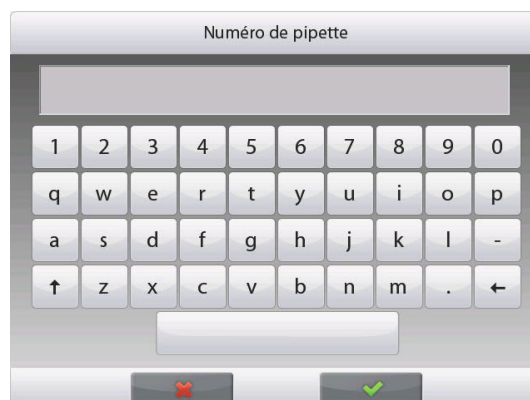 Numéro de pipette
1 2 3 4 5 6 7 8 9 0
q w e r t y u i o p
a s d f g h j k l -
↑ z x c v b n m . ←